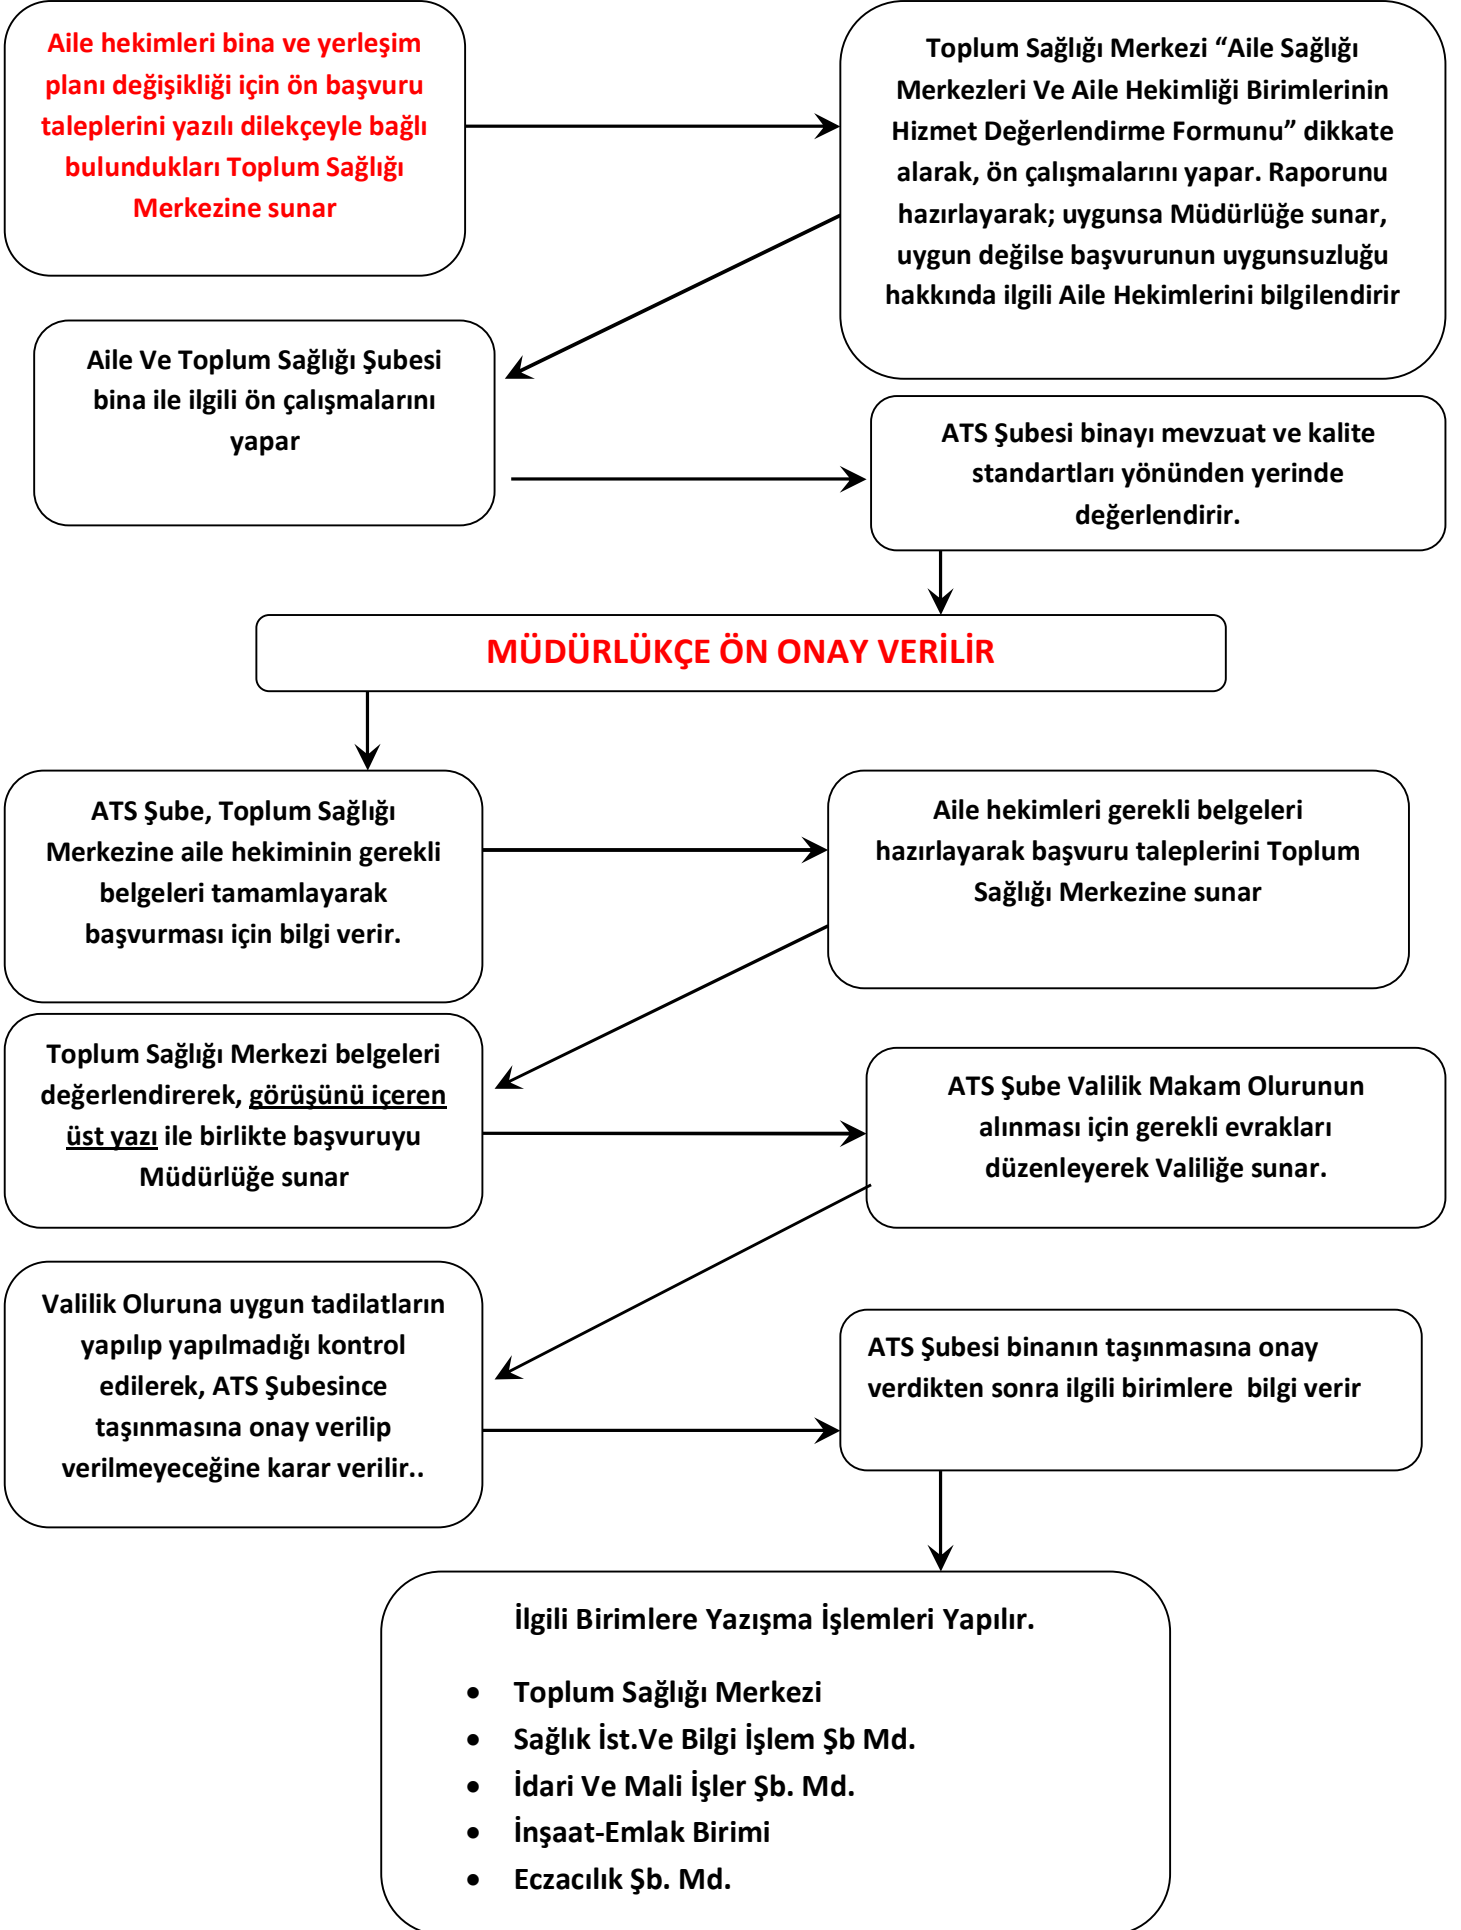 Aile hekimleri bina ve yerleşim
planı değişikliği için ön başvuru
taleplerini yazılı dilekçeyle bağlı
bulundukları Toplum Sağlığı
Merkezine sunar
Toplum Sağlığı Merkezi “Aile Sağlığı
Merkezleri Ve Aile Hekimliği Birimlerinin
Hizmet Değerlendirme Formunu” dikkate
alarak, ön çalışmalarını yapar. Raporunu
hazırlayarak; uygunsa Müdürlüğe sunar,
uygun değilse başvurunun uygunsuzluğu
hakkında ilgili Aile Hekimlerini bilgilendirir
Aile Ve Toplum Sağlığı Şubesi
bina ile ilgili ön çalışmalarını
yapar
ATS Şubesi binayı mevzuat ve kalite
standartları yönünden yerinde
değerlendirir.
MÜDÜRLÜKÇE ÖN ONAY VERİLİR
ATS Şube, Toplum Sağlığı
Merkezine aile hekiminin gerekli
belgeleri tamamlayarak
başvurması için bilgi verir.
Aile hekimleri gerekli belgeleri
hazırlayarak başvuru taleplerini Toplum
Sağlığı Merkezine sunar
Toplum Sağlığı Merkezi belgeleri
değerlendirerek, görüşünü içeren
üst yazı ile birlikte başvuruyu
Müdürlüğe sunar
ATS Şube Valilik Makam Olurunun
alınması için gerekli evrakları
düzenleyerek Valiliğe sunar.
Valilik Oluruna uygun tadilatların
yapılıp yapılmadığı kontrol
edilerek, ATS Şubesince
taşınmasına onay verilip
verilmeyeceğine karar verilir..
ATS Şubesi binanın taşınmasına onay
verdikten sonra ilgili birimlere  bilgi verir
İlgili Birimlere Yazışma İşlemleri Yapılır.
• Toplum Sağlığı Merkezi
• Sağlık İst.Ve Bilgi İşlem Şb Md.
• İdari Ve Mali İşler Şb. Md.
• İnşaat-Emlak Birimi
• Eczacılık Şb. Md.